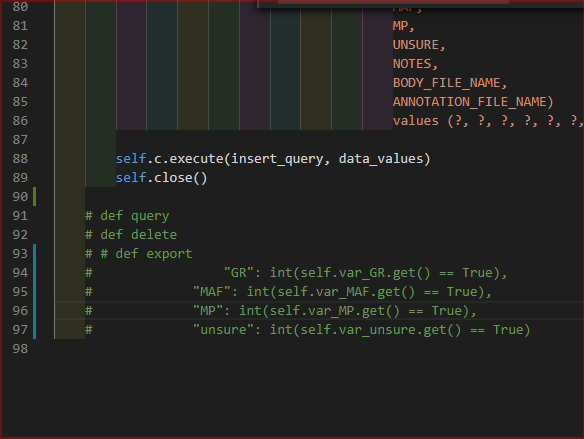 80 MAF,
81 MP,
82 UNSURE,
83 NOTES,
84 BODY_FILE_NAME,
85 ANNOTATION_FILE_NAME)
86 values (?, ?, ?, ?, ?, ?,
87
88 self.c.execute(insert_query, data_values)
89 self.close()
90
91 # def query
92 # def delete
93 # # def export
94 # "GR": int(self.var_GR.get() == True),
95 # "MAF": int(self.var_MAF.get() == True),
96 # "MP": int(self.var_MP.get() == True),
97 # "unsure": int(self.var_unsure.get() == True)
98